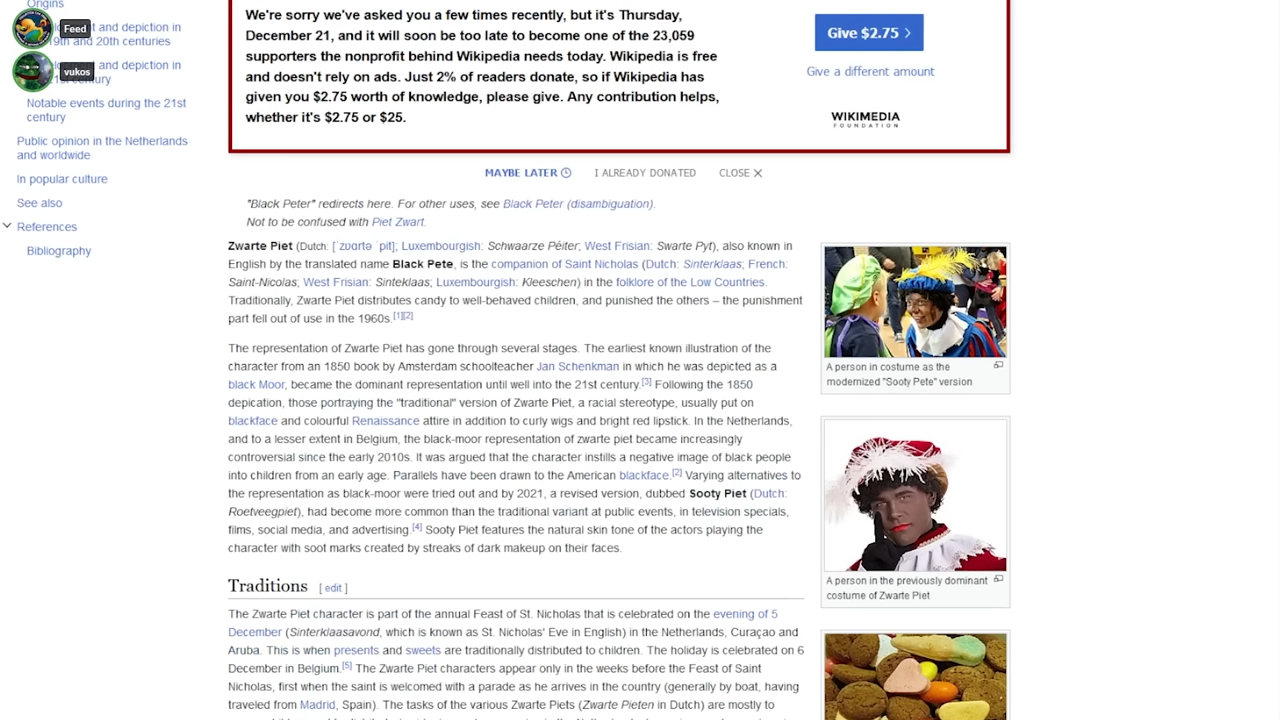 Origins
Feed
nt and depiction in
19th and 20th centuries
vukos
nt and depiction in
st century
Notable events during the 21st
century
Public opinion in the Netherlands
and worldwide
In popular culture
See also
References
Bibliography
We're sorry we've asked you a few times recently, but it's Thursday,
December 21, and it will soon be too late to become one of the 23,059
supporters the nonprofit behind Wikipedia needs today. Wikipedia is free
and doesn't rely on ads. Just 2% of readers donate, so if Wikipedia has
given you $2.75 worth of knowledge, please give. Any contribution helps,
whether it's $2.75 or $25.
Give $2.75
Give a different amount
WIKIMEDIA
FOUNDATION
MAYBE LATER I ALREADY DONATED CLOSE
"Black Peter" redirects here. For other uses, see Black Peter (disambiguation).
Not to be confused with Piet Zwart.
Zwarte Piet (Dutch: [ˈzʋɑrtə ˈpit]; Luxembourgish: Schwaarze Péiter; West Frisian: Swarte Pyt), also known in
English by the translated name Black Pete, is the companion of Saint Nicholas (Dutch: Sinterklaas; French:
Saint-Nicolas; West Frisian: Sinteklaas; Luxembourgish: Kleeschen) in the folklore of the Low Countries.
Traditionally, Zwarte Piet distributes candy to well-behaved children, and punished the others – the punishment
part fell out of use in the 1960s.[1][2]
The representation of Zwarte Piet has gone through several stages. The earliest known illustration of the
character from an 1850 book by Amsterdam schoolteacher Jan Schenkman in which he was depicted as a
black Moor, became the dominant representation until well into the 21st century.[3] Following the 1850
depication, those portraying the "traditional" version of Zwarte Piet, a racial stereotype, usually put on
blackface and colourful Renaissance attire in addition to curly wigs and bright red lipstick. In the Netherlands,
and to a lesser extent in Belgium, the black-moor representation of zwarte piet became increasingly
controversial since the early 2010s. It was argued that the character instills a negative image of black people
into children from an early age. Parallels have been drawn to the American blackface.[2] Varying alternatives to
the representation as black-moor were tried out and by 2021, a revised version, dubbed Sooty Piet (Dutch:
Roetveegpiet), had become more common than the traditional variant at public events, in television specials,
films, social media, and advertising.[4] Sooty Piet features the natural skin tone of the actors playing the
character with soot marks created by streaks of dark makeup on their faces.
A person in costume as the
modernized "Sooty Pete" version
A person in the previously dominant
costume of Zwarte Piet
Traditions [ edit ]
The Zwarte Piet character is part of the annual Feast of St. Nicholas that is celebrated on the evening of 5
December (Sinterklaasavond, which is known as St. Nicholas' Eve in English) in the Netherlands, Curaçao and
Aruba. This is when presents and sweets are traditionally distributed to children. The holiday is celebrated on 6
December in Belgium.[5] The Zwarte Piet characters appear only in the weeks before the Feast of Saint
Nicholas, first when the saint is welcomed with a parade as he arrives in the country (generally by boat, having
traveled from Madrid, Spain). The tasks of the various Zwarte Piets (Zwarte Pieten in Dutch) are mostly to